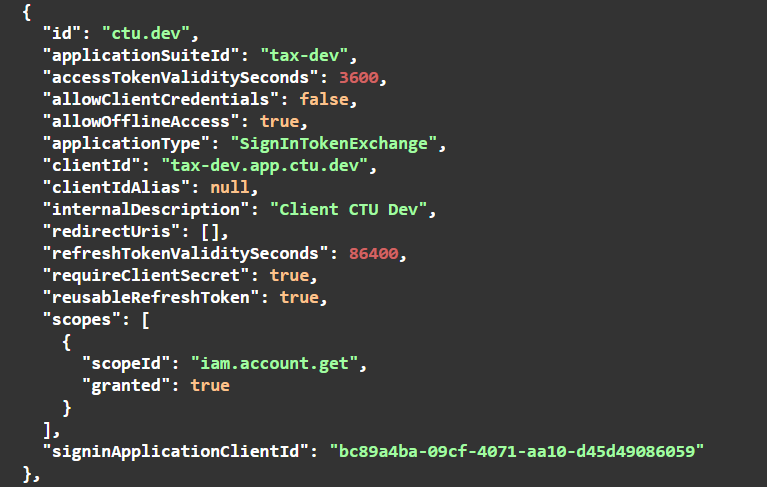 {
"id": "ctu.dev",
"applicationSuiteId": "tax-dev",
"accessTokenValiditySeconds": 3600,
"allowClientCredentials": false,
"allowOfflineAccess": true,
"applicationType": "SignInTokenExchange",
"clientId": "tax-dev.app.ctu.dev",
"clientIdAlias": null,
"internalDescription": "Client CTU Dev",
"redirectUris": [],
"refreshTokenValiditySeconds": 86400,
"requireClientSecret": true,
"reusableRefreshToken": true,
"scopes": [
{
"scopeId": "iam.account.get",
"granted": true
}
],
"signinApplicationClientId": "bc89a4ba-09cf-4071-aa10-d45d49086059"
},